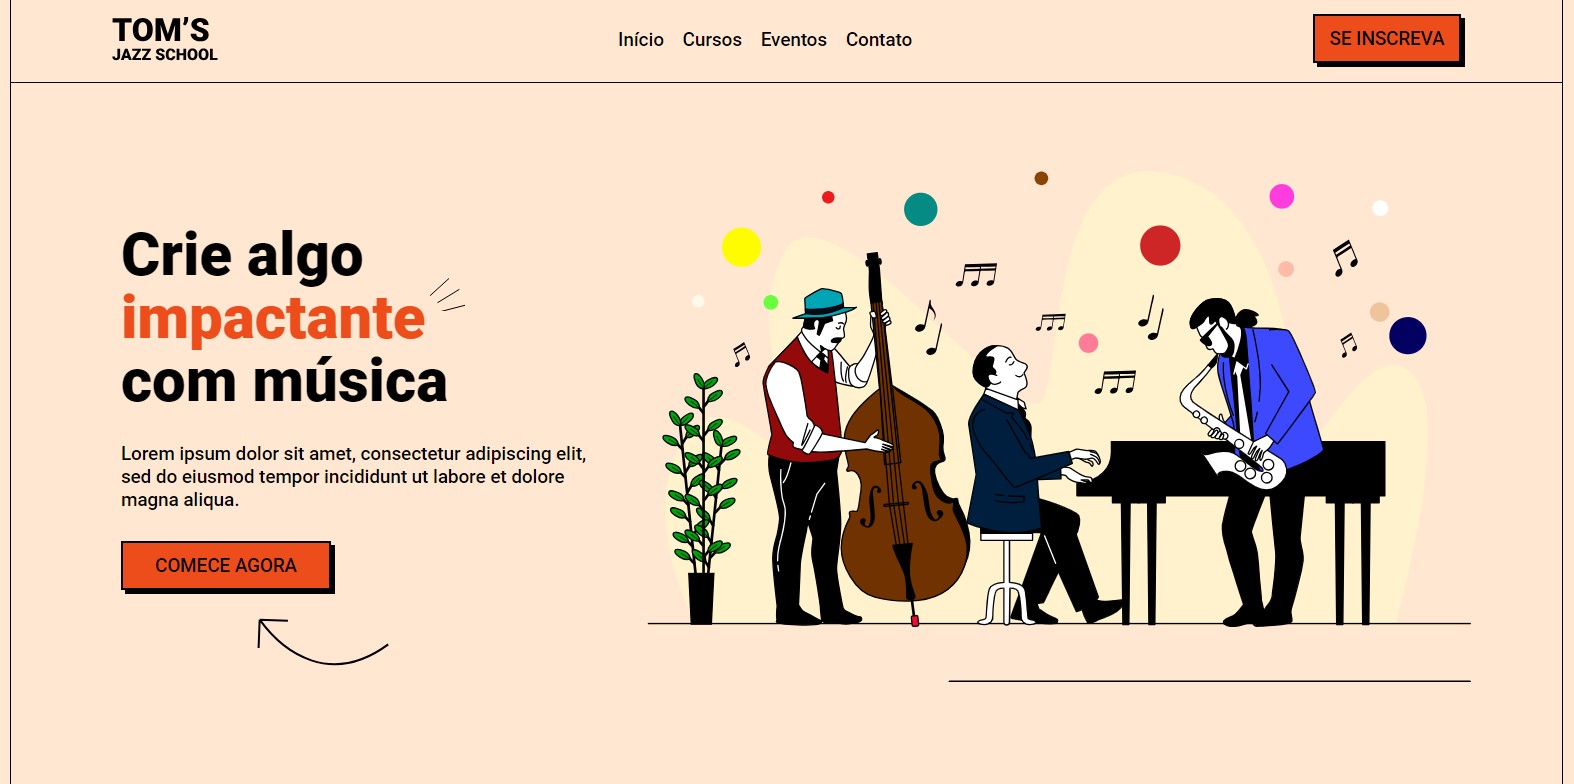 TOM’S
JAZZ SCHOOL
Início Cursos Eventos Contato
SE INSCREVA
Crie algo
impactante
com música
Lorem ipsum dolor sit amet, consectetur adipiscing elit,
sed do eiusmod tempor incididunt ut labore et dolore
magna aliqua.
COMECE AGORA